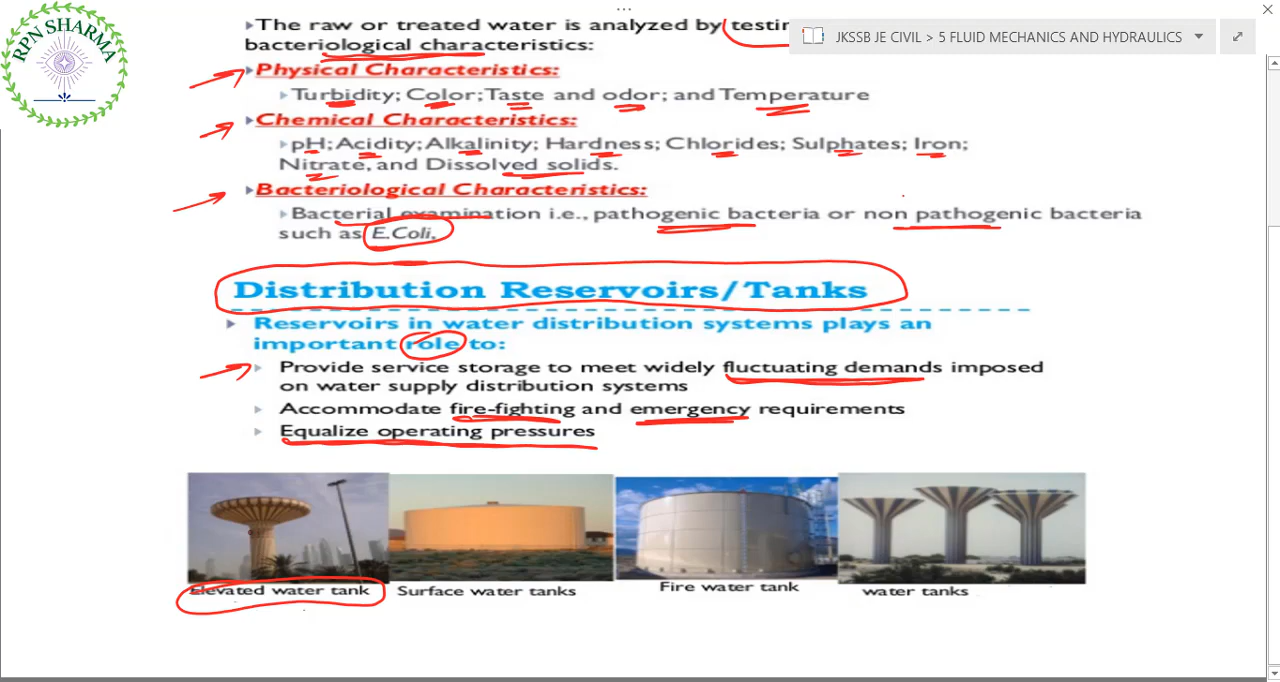 RPN SHARMA
The raw or treated water is analyzed by testin
JKSSB JE CIVIL > 5 FLUID MECHANICS AND HYDRAULICS
bacteriological characteristics:
Physical Characteristics:
Turbidity; Color; Taste and odor; and Temperature
Chemical Characteristics:
pH; Acidity; Alkalinity; Hardness; Chlorides; Sulphates; Iron;
Nitrate, and Dissolved solids.
Bacteriological Characteristics:
Bacterial examination i.e., pathogenic bacteria or non pathogenic bacteria
such as E.Coli,
Distribution Reservoirs/Tanks
Reservoirs in water distribution systems plays an
important role to:
Provide service storage to meet widely fluctuating demands imposed
on water supply distribution systems
Accommodate fire-fighting and emergency requirements
Equalize operating pressures
Elevated water tank
Surface water tanks
Fire water tank
water tanks